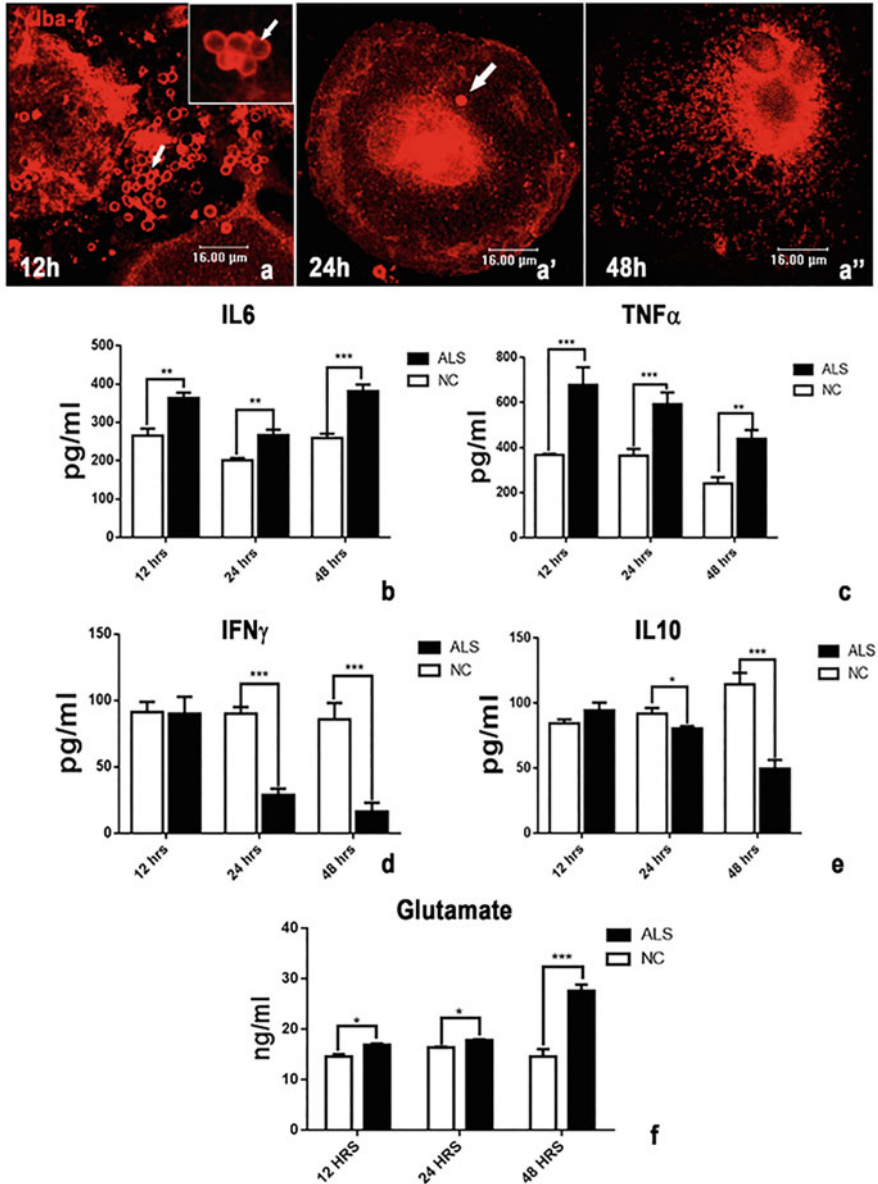 Iba-1
12h
16.00 µm
a
24h
16.00 µm
a'
48h
16.00 µm
a''
IL6
pg/ml
500
400
300
200
100
0
**
**
***
ALS
NC
12 hrs
24 hrs
48 hrs
b
TNFα
pg/ml
800
600
400
200
0
***
***
**
ALS
NC
12 hrs
24 hrs
48 hrs
c
IFNγ
pg/ml
150
100
50
0
***
***
ALS
NC
12 hrs
24 hrs
48 hrs
d
IL10
pg/ml
150
100
50
0
*
***
ALS
NC
12 hrs
24 hrs
48 hrs
e
Glutamate
ng/ml
40
30
20
10
0
*
*
***
ALS
NC
12 HRS
24 HRS
48 HRS
f